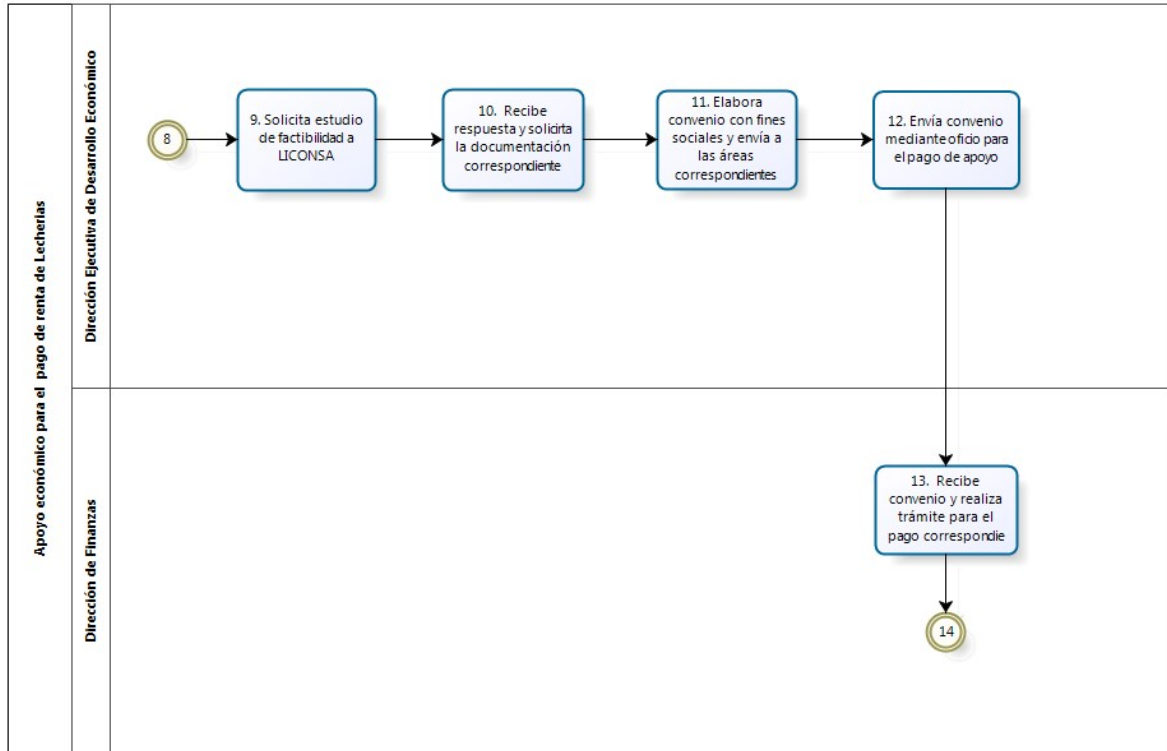 Apoyo económico para el pago de renta de Lecherias
Dirección Ejecutiva de Desarrollo Económico
8
9. Solicita estudio
de factibilidad a
LICONSA
10. Recibe
respuesta y solicita
la documentación
correspondiente
11. Elabora
convenio con fines
sociales y envía a
las áreas
correspondientes
12. Envía convenio
mediante oficio para
el pago de apoyo
Dirección de Finanzas
13. Recibe
convenio y realiza
trámite para el
pago correspondie
14